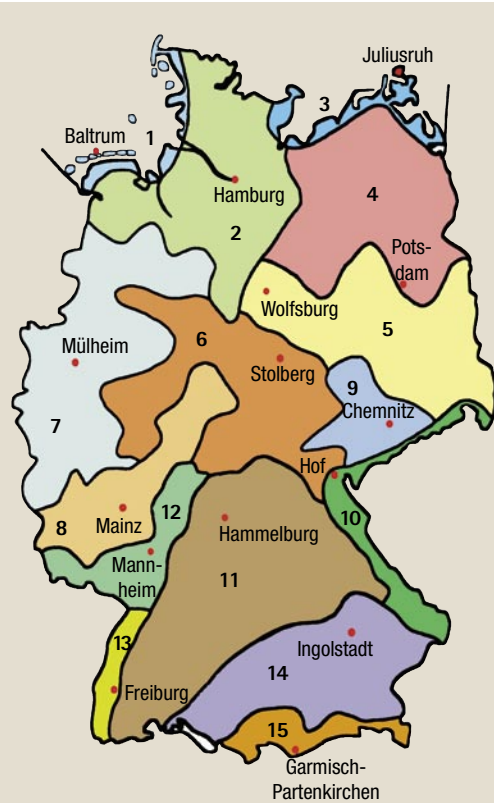 Juliusruh
3
1
Baltrum
Hamburg
4
2
Pots-
dam
Wolfsburg
5
6
Mülheim
Stolberg
9
Chemnitz
7
Hof
12
10
8
Mainz
Hammelburg
Mann-
heim
11
13
Ingolstadt
14
Freiburg
15
Garmisch-
Partenkirchen